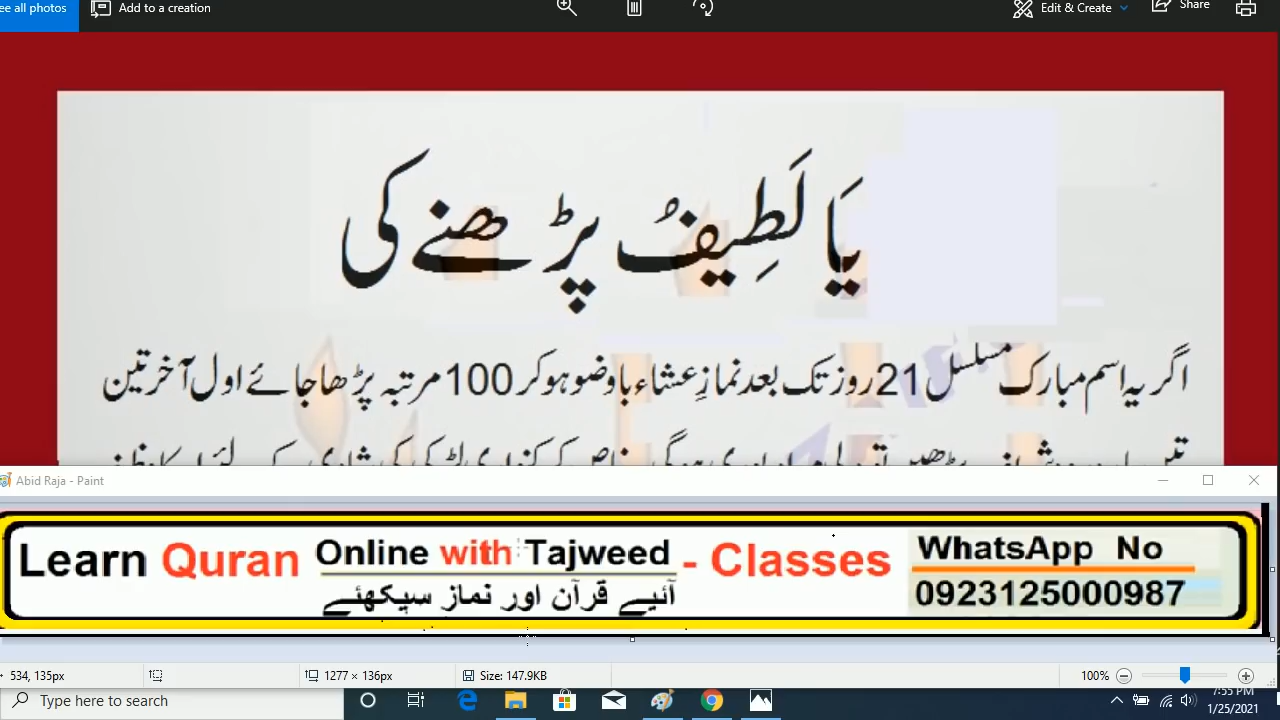 ee all photos
Add to a creation
Edit & Create
Share
یَا لَطِیفُ پڑھنے کی
اگر یہ اسم مبارک مسلسل 21 روز تک بعد نمازِ عشاء باوضو ہو کر 100 مرتبہ پڑھا جائے اول آخر تین
Abid Raja - Paint
Learn Quran Online with Tajweed - Classes
آئیے قرآن اور نماز سیکھئے
WhatsApp No
0923125000987
534, 135px
1277 × 136px
Size: 147.9KB
100%
Type here to search
7:55 PM
1/25/2021